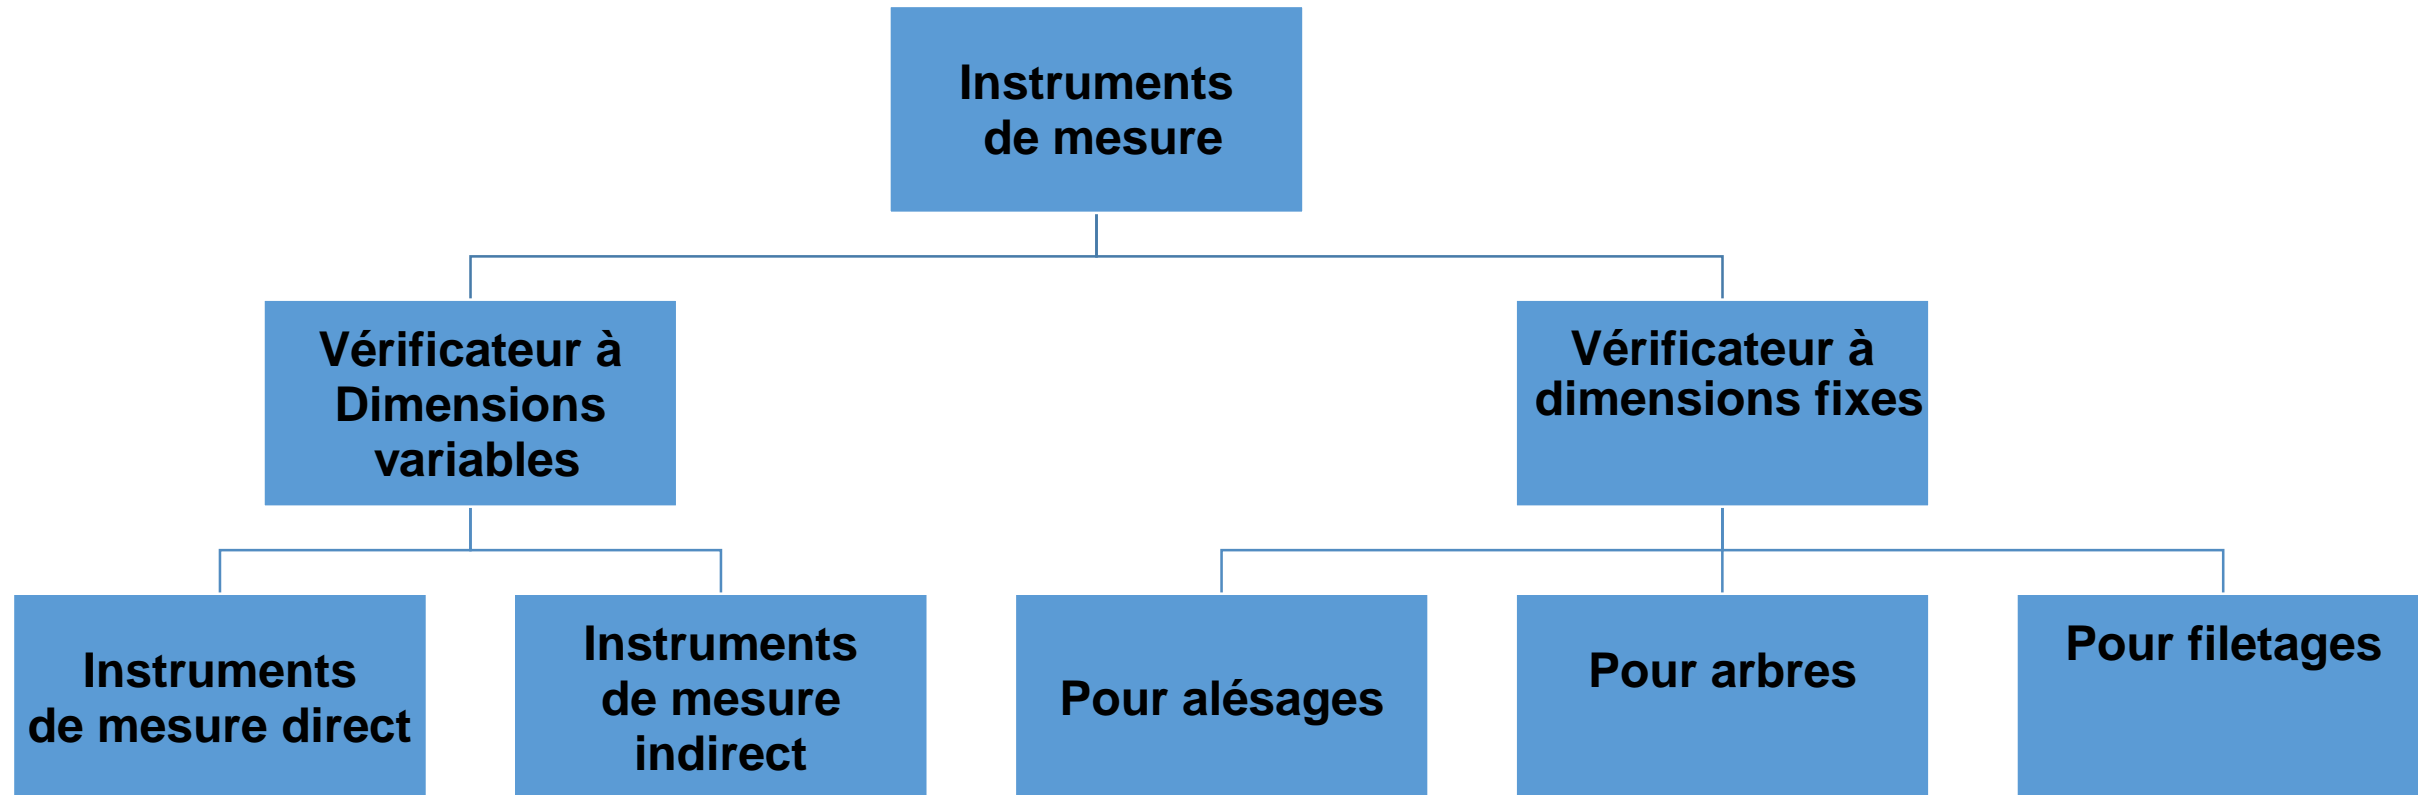 Instruments
de mesure
Vérificateur à
Dimensions
variables
Vérificateur à
dimensions fixes
Instruments
de mesure direct
Instruments
de mesure
indirect
Pour alésages
Pour arbres
Pour filetages